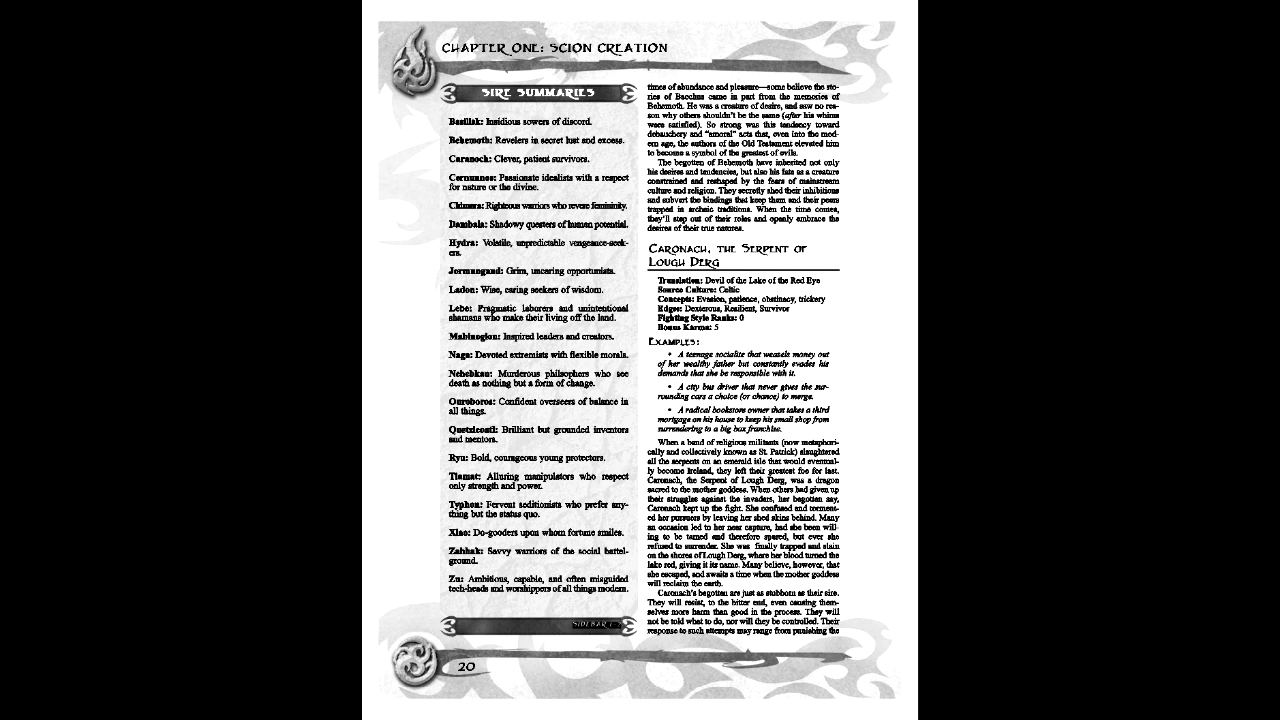 CHAPTER ONE: SCION CREATION
SIRE SUMMARIES
Basilisk: Insidious sowers of discord.
Behemoth: Revelers in secret lust and excess.
Caranoch: Clever, patient survivors.
Cernunnos: Passionate idealists with a respect
for nature or the divine.
Chimera: Righteous warriors who revere femininity.
Dambala: Shadowy questers of human potential.
Hydra: Volatile, unpredictable vengeance-seek-
ers.
Jormungand: Grim, uncaring opportunists.
Ladon: Wise, caring seekers of wisdom.
Lebe: Pragmatic laborers and unintentional
shamans who make their living off the land.
Mabinogion: Inspired leaders and creators.
Naga: Devoted extremists with flexible morals.
Nehebkau: Murderous philsophers who see
death as nothing but a form of change.
Ouroboros: Confident overseers of balance in
all things.
Quetzlcoatl: Brilliant but grounded inventors
and mentors.
Ryu: Bold, courageous young protectors.
Tiamat: Alluring manipulators who respect
only strength and power.
Typhon: Fervent seditionists who prefer any-
thing but the status quo.
Xiao: Do-gooders upon whom fortune smiles.
Zahhak: Savvy warriors of the social battel-
ground.
Zu: Ambitious, capable, and often misguided
tech-heads and worshippers of all things modern.
SIDEBAR
20
times of abundance and pleasure—some believe the sto-
ries of Bacchus came in part from the memories of
Behemoth. He was a creature of desire, and saw no rea-
son why others shouldn't be the same (after his whims
were satisfied). So strong was this tendency toward
debauchery and "amoral" acts that, even into the mod-
ern age, the authors of the Old Testament elevated him
to become a symbol of the greatest of evils.
The begotten of Behemoth have inherited not only
his desires and tendencies, but also his fate as a creature
constrained and reshaped by the fears of mainstream
culture and religion. They secretly shed their inhibitions
and subvert the bindings that keep them and their peers
trapped in archaic traditions. When the time comes,
they'll step out of their roles and openly embrace the
desires of their true natures.
CARONACH, THE SERPENT OF
LOUGH DERG
Translation: Devil of the Lake of the Red Eye
Source Culture: Celtic
Concepts: Evasion, patience, obstinacy, trickery
Edges: Dexterous, Resilient, Survivor
Fighting Style Ranks: 0
Bonus Karma: 5
EXAMPLES:
• A teenage socialite that weasels money out
of her wealthy father but constantly evades his
demands that she be responsible with it.
• A city bus driver that never gives the sur-
rounding cars a choice (or chance) to merge.
• A radical bookstore owner that takes a third
mortgage on his house to keep his small shop from
surrendering to a big box franchise.
When a band of religious militants (now metaphori-
cally and collectively known as St. Patrick) slaughtered
all the serpents on an emerald isle that would eventual-
ly become Ireland, they left their greatest foe for last.
Caronach, the Serpent of Lough Derg, was a dragon
sacred to the mother goddess. When others had given up
their struggles against the invaders, her begotten say,
Caronach kept up the fight. She confused and torment-
ed her pursuers by leaving her shed skins behind. Many
an occasion led to her near capture, had she been will-
ing to be tamed and therefore spared, but ever she
refused to surrender. She was finally trapped and slain
on the shores of Lough Derg, where her blood turned the
lake red, giving it its name. Many believe, however, that
she escaped, and awaits a time when the mother goddess
will reclaim the earth.
Caronach's begotten are just as stubborn as their sire.
They will resist, to the bitter end, even causing them-
selves more harm than good in the process. They will
not be told what to do, nor will they be controlled. Their
response to such attempts may range from punishing the